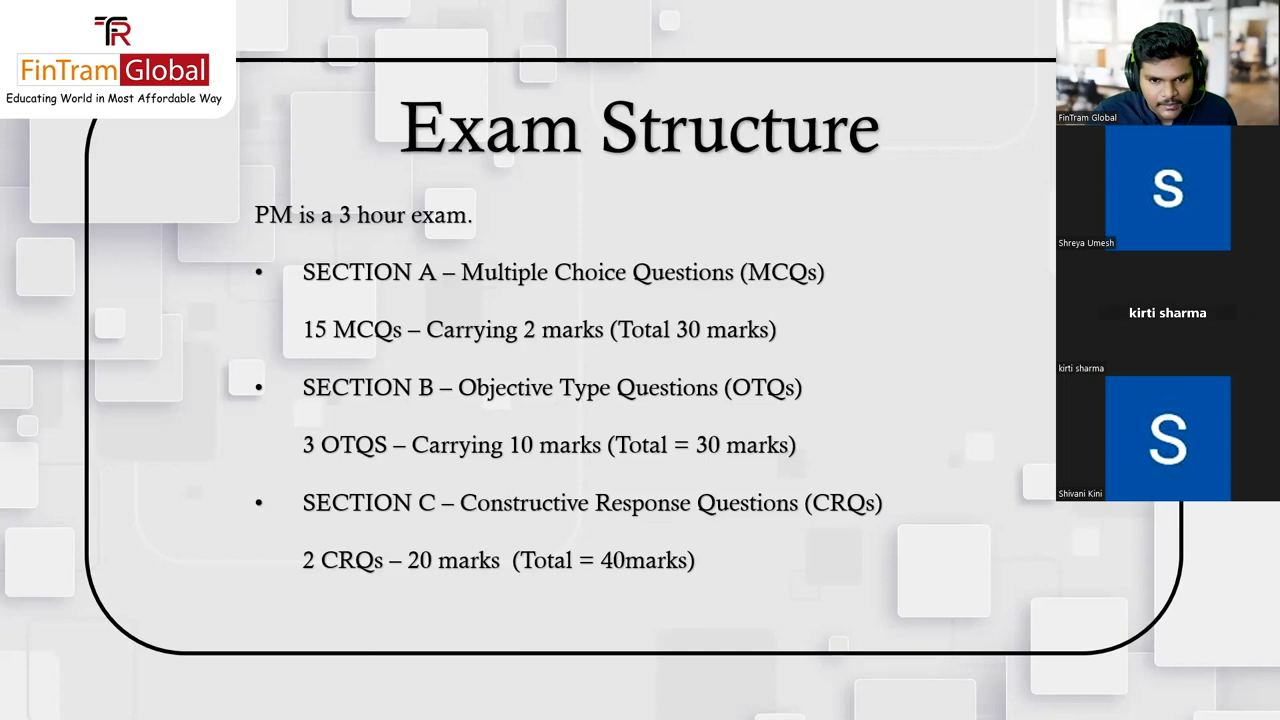 TR
FinTram Global
Educating World in Most Affordable Way
Exam Structure
PM is a 3 hour exam.
• SECTION A – Multiple Choice Questions (MCQs)
15 MCQs – Carrying 2 marks (Total 30 marks)
• SECTION B – Objective Type Questions (OTQs)
3 OTQS – Carrying 10 marks (Total = 30 marks)
• SECTION C – Constructive Response Questions (CRQs)
2 CRQs – 20 marks (Total = 40marks)
FinTram Global
S
Shreya Umesh
kirti sharma
kirti sharma
S
Shivani Kini